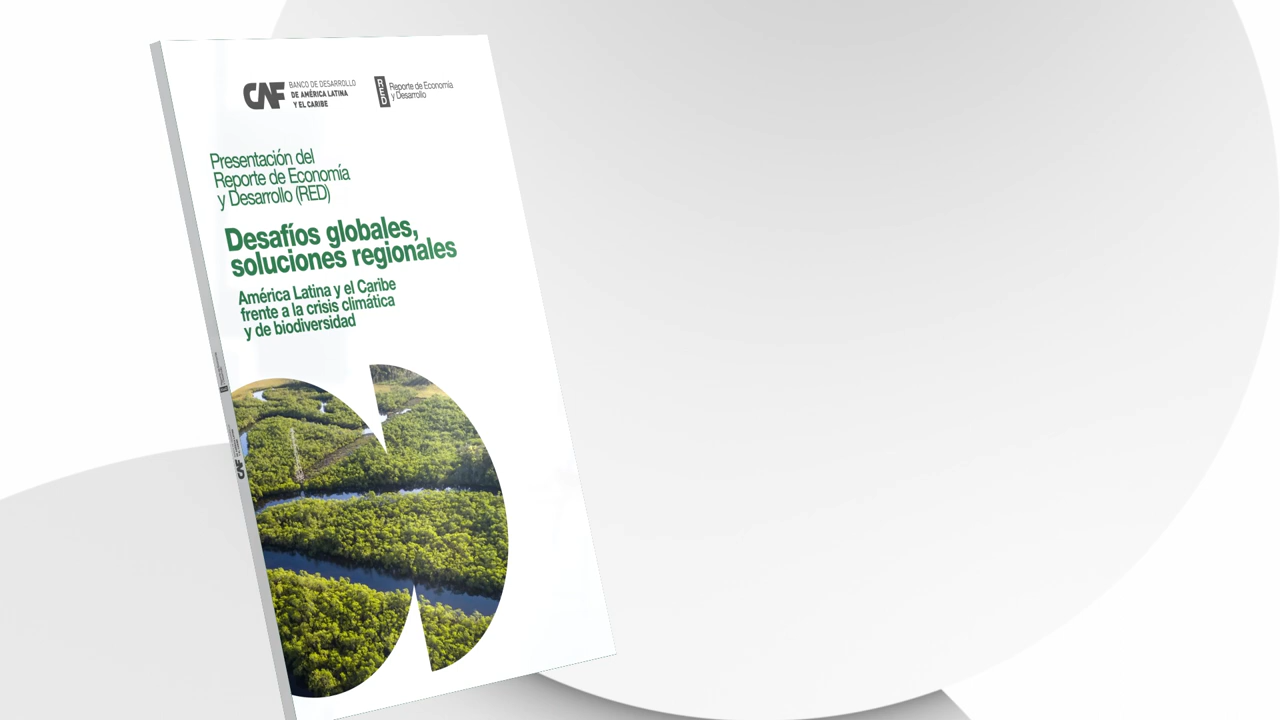 CAF
BANCO DE DESARROLLO
DE AMÉRICA LATINA
Y EL CARIBE
RED
Reporte de Economía
y Desarrollo
Presentación del
Reporte de Economía
y Desarrollo (RED)
Desafíos globales,
soluciones regionales
América Latina y el Caribe
frente a la crisis climática
y de biodiversidad
CAF